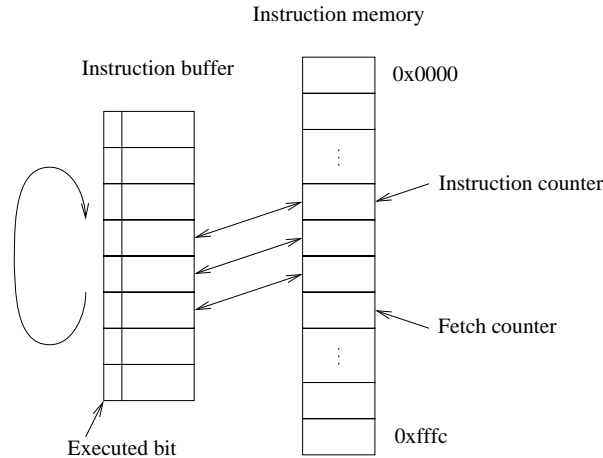 Instruction memory
Instruction buffer
0x0000
Instruction counter
Fetch counter
0xfffc
Executed bit